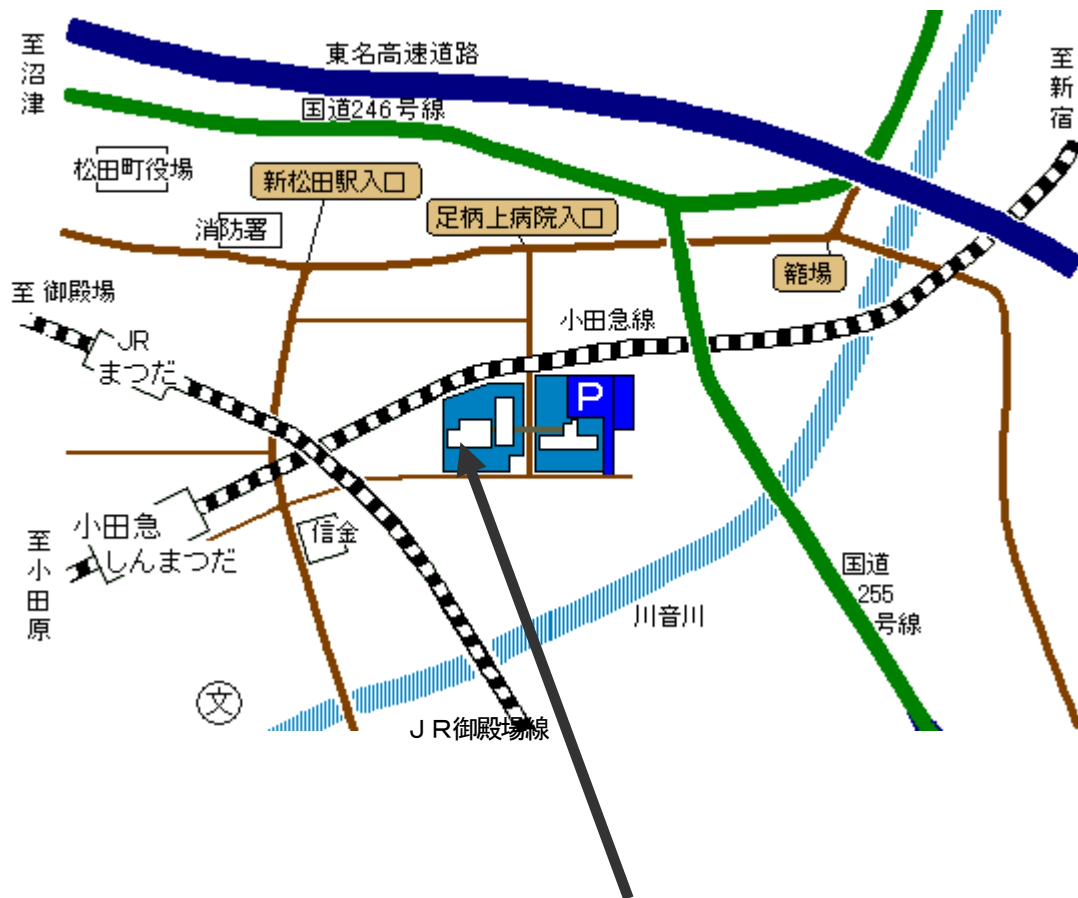 至沼津
東名高速道路
至新宿
国道246号線
松田町役場
新松田駅入口
足柄上病院入口
消防署
籠場
至 御殿場
小田急線
JR
まつだ
P
小田急
しんまつだ
至小田原
信金
国道
255
号線
川音川
文
ＪＲ御殿場線